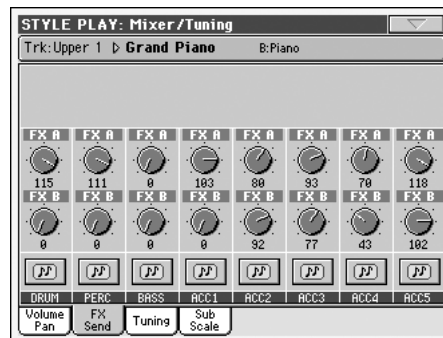 STYLE PLAY: Mixer/Tuning
Trk:Upper 1 ▷ Grand Piano B:Piano
FX A FX A FX A FX A FX A FX A FX A FX A
115 111 0 103 80 93 70 118
FX B FX B FX B FX B FX B FX B FX B FX B
0 0 0 0 92 77 43 102
DRUM PERC BASS ACC1 ACC2 ACC3 ACC4 ACC5
Volume Pan FX Send Tuning Sub Scale